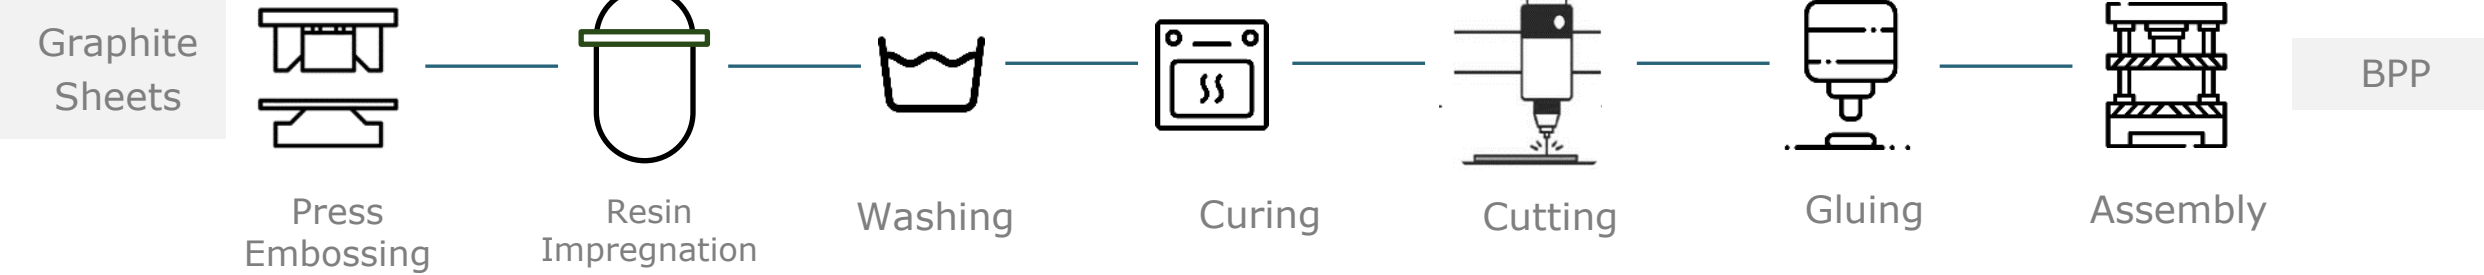 Graphite
Sheets
Press
Embossing
Resin
Impregnation
Washing
Curing
Cutting
Gluing
Assembly
BPP